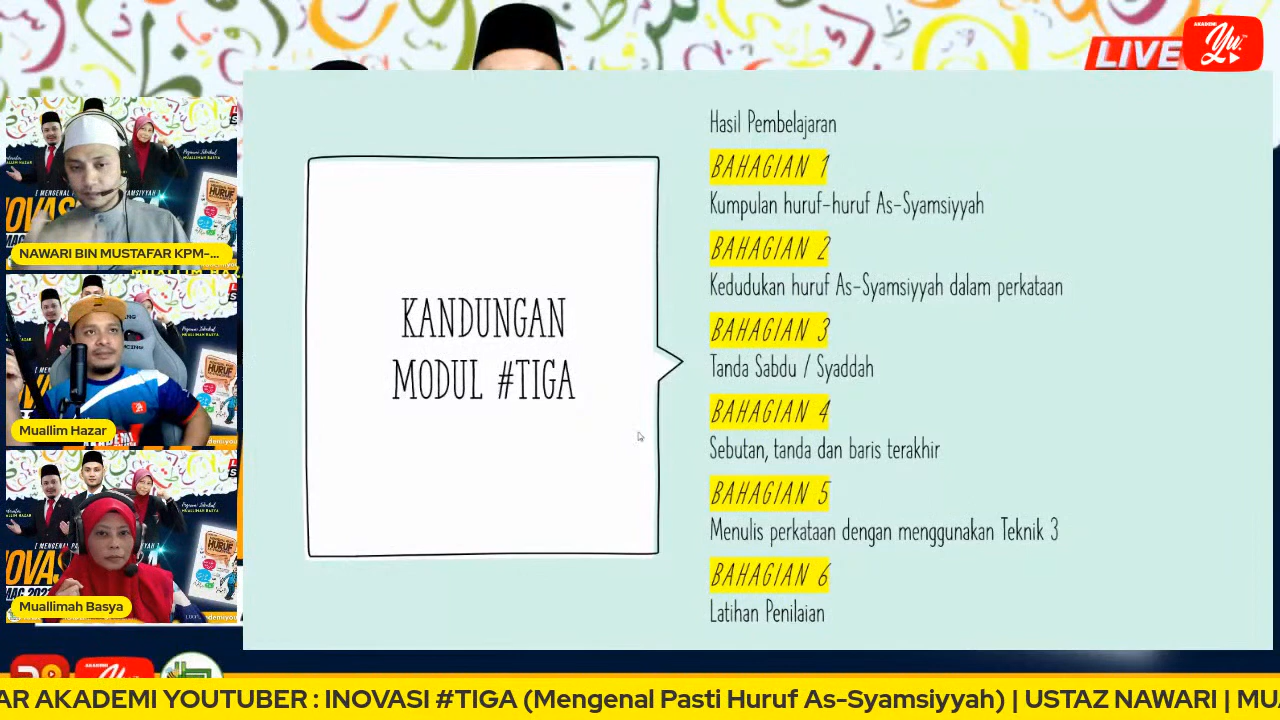 LIVE
AKADEMI
Yu.
NAWARI BIN MUSTAFAR KPM-...
Muallim Hazar
Muallimah Basya
KANDUNGAN
MODUL #TIGA
Hasil Pembelajaran
BAHAGIAN 1
Kumpulan huruf-huruf As-Syamsiyyah
BAHAGIAN 2
Kedudukan huruf As-Syamsiyyah dalam perkataan
BAHAGIAN 3
Tanda Sabdu / Syaddah
BAHAGIAN 4
Sebutan, tanda dan baris terakhir
BAHAGIAN 5
Menulis perkataan dengan menggunakan Teknik 3
BAHAGIAN 6
Latihan Penilaian
AR AKADEMI YOUTUBER : INOVASI #TIGA (Mengenal Pasti Huruf As-Syamsiyyah) | USTAZ NAWARI | MU